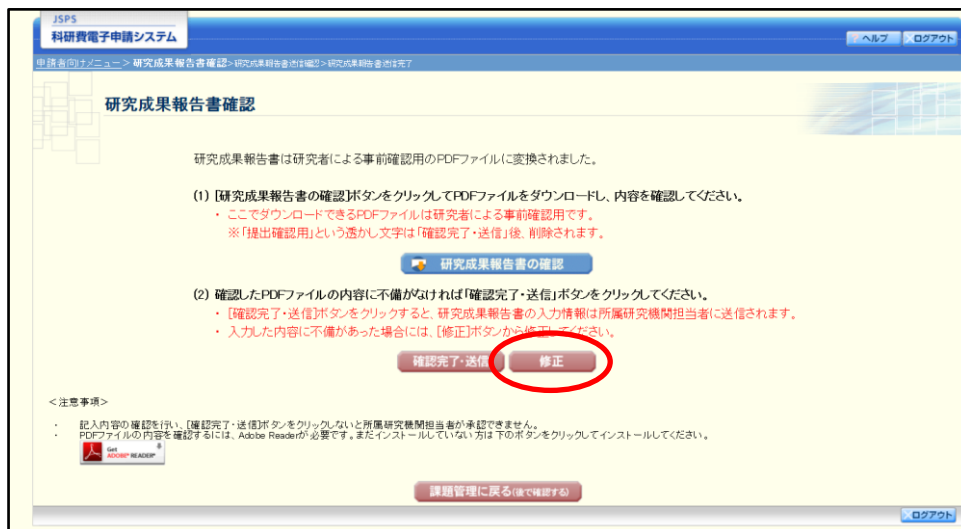 JSPS
科研費電子申請システム
ヘルプ ログアウト
申請者向けメニュー>研究成果報告書確認>研究成果報告書送信確認>研究成果報告書送信完了
研究成果報告書確認
研究成果報告書は研究者による事前確認用のPDFファイルに変換されました。
(1) [研究成果報告書の確認]ボタンをクリックしてPDFファイルをダウンロードし、内容を確認してください。
・ ここでダウンロードできるPDFファイルは研究者による事前確認用です。
※「提出確認用」という透かし文字は「確認完了・送信」後、削除されます。
研究成果報告書の確認
(2) 確認したPDFファイルの内容に不備がなければ「確認完了・送信」ボタンをクリックしてください。
・ [確認完了・送信]ボタンをクリックすると、研究成果報告書の入力情報は所属研究機関担当者に送信されます。
・ 入力した内容に不備があった場合には、[修正]ボタンから修正してください。
確認完了・送信 修正
<注意事項>
・ 記入内容の確認を行い、[確認完了・送信]ボタンをクリックしないと所属研究機関担当者が承認できません。
・ PDFファイルの内容を確認するには、Adobe Readerが必要です。まだインストールしていない方は下のボタンをクリックしてインストールしてください。
Get
ADOBE® READER®
課題管理に戻る(後で確認する)
ログアウト